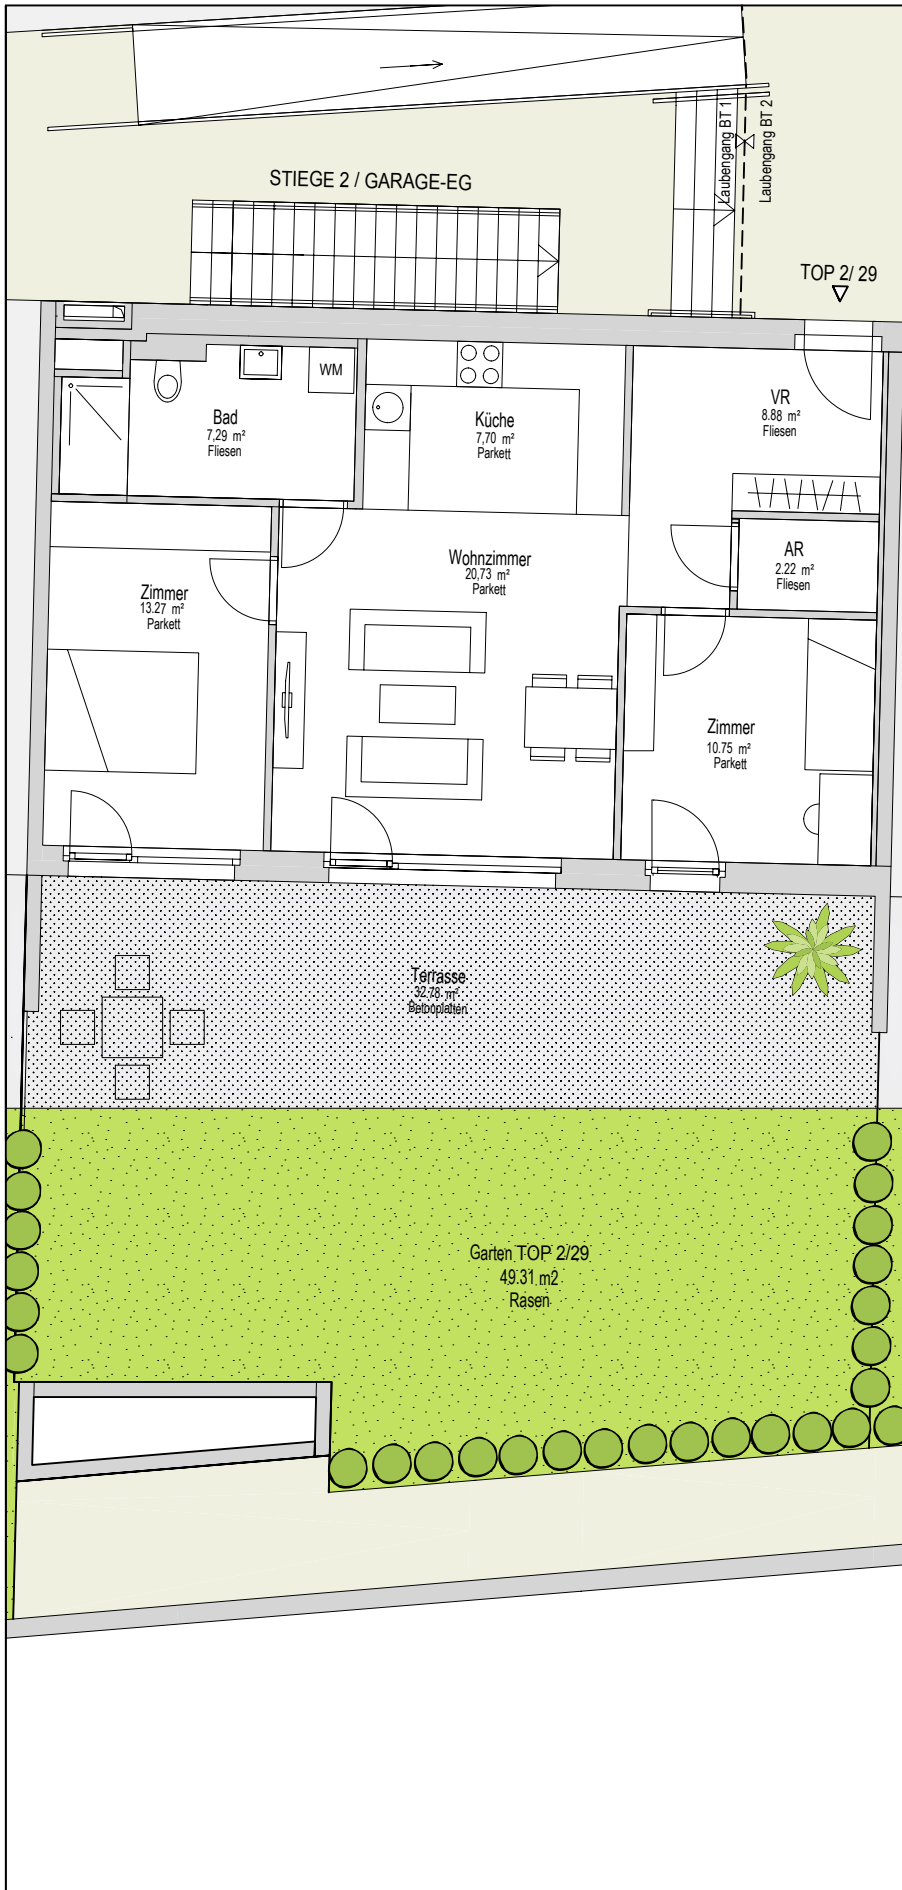 Laubengang BT 1
Laubengang BT 2
STIEGE 2 / GARAGE-EG
TOP 2/ 29
WM
Bad
7,29 m²
Fliesen
Küche
7,70 m²
Parkett
VR
8.88 m²
Fliesen
AR
2.22 m²
Fliesen
Wohnzimmer
20,73 m²
Parkett
Zimmer
13.27 m²
Parkett
Zimmer
10.75 m²
Parkett
Terrasse
32.78 m²
Betonplatten
Garten TOP 2/29
49.31 m2
Rasen